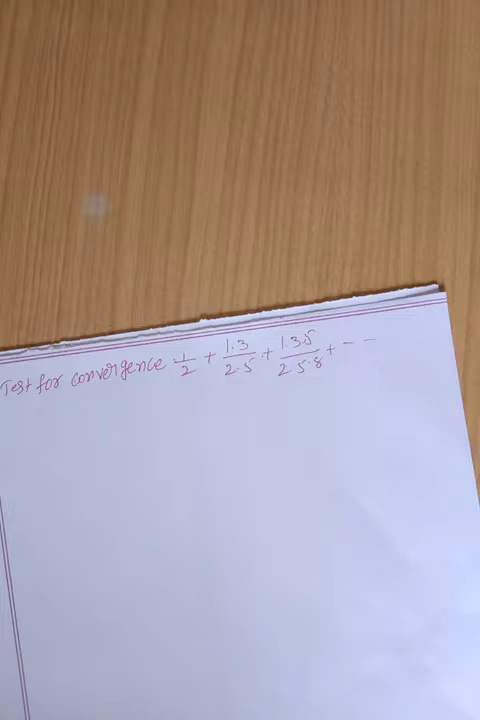 Test for convergence 1/2 + 1.3/2.5 + 1.3.5/2.5.8 + - -